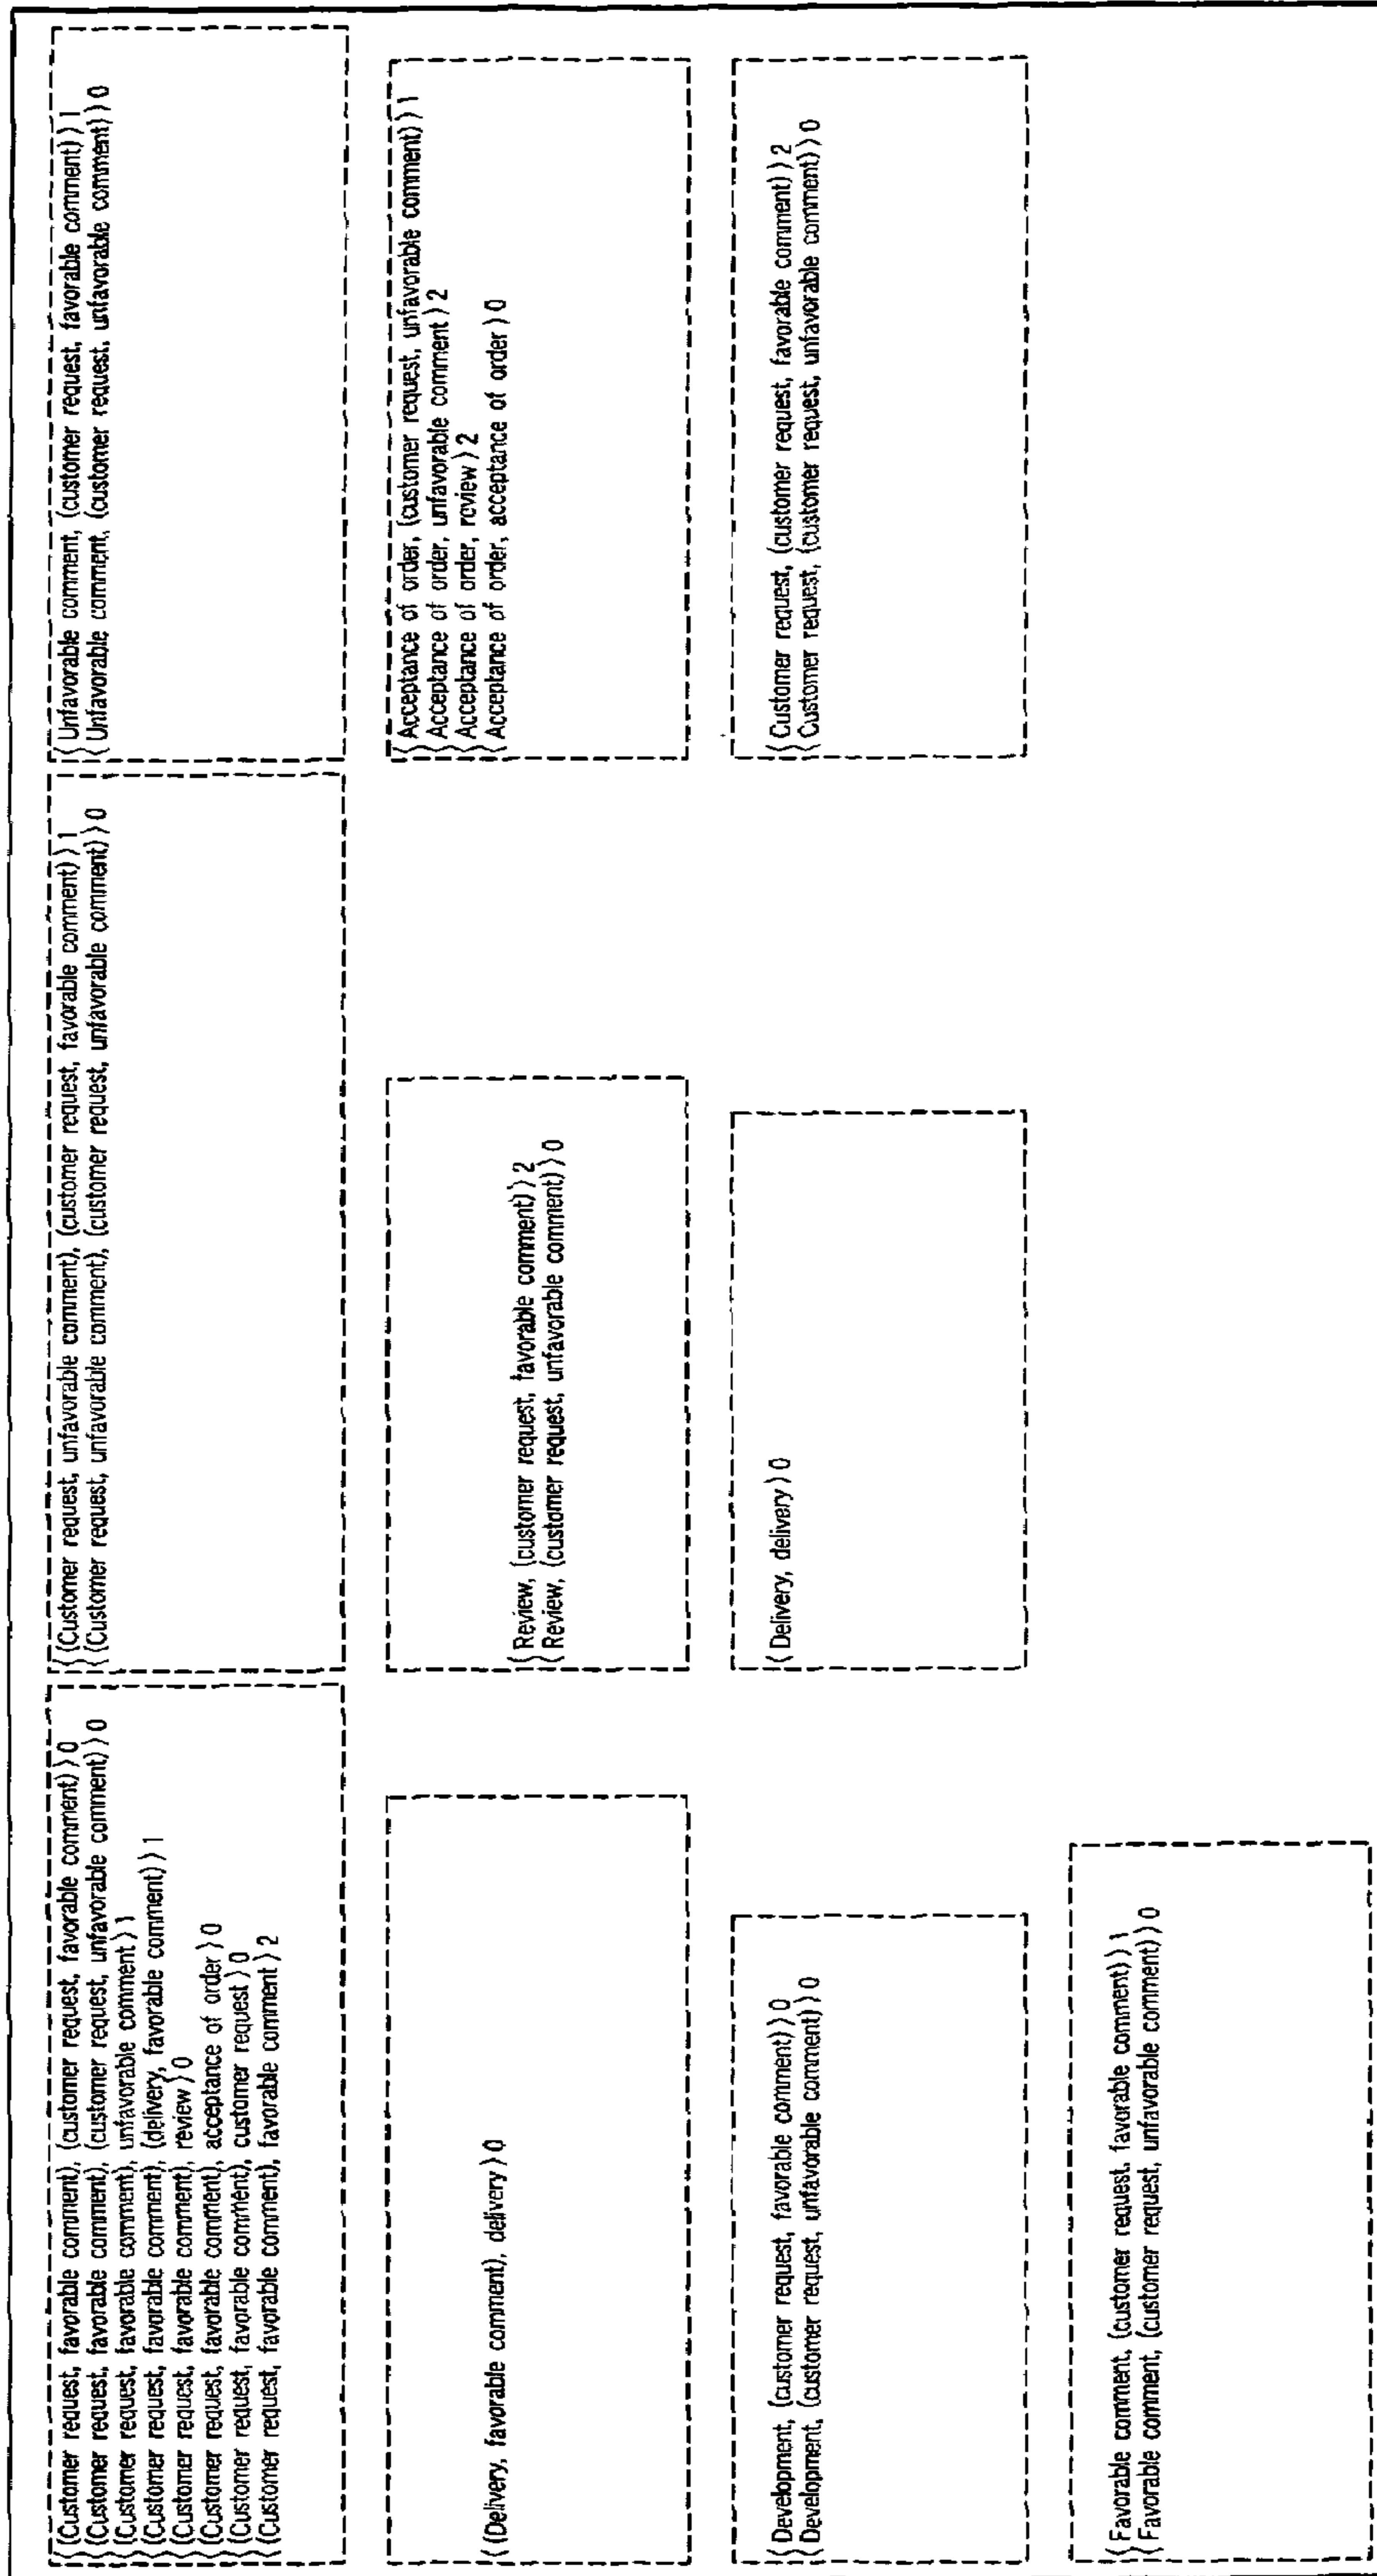 ⟨(Customer request, favorable comment), (customer request, favorable comment)⟩0
⟨(Customer request, favorable comment), (customer request, unfavorable comment)⟩0
⟨(Customer request, favorable comment), unfavorable comment⟩1
⟨(Customer request, favorable comment), (delivery, favorable comment)⟩1
⟨(Customer request, favorable comment), review⟩0
⟨(Customer request, favorable comment), acceptance of order⟩0
⟨(Customer request, favorable comment), customer request⟩0
⟨(Customer request, favorable comment), favorable comment⟩2
⟨(Customer request, unfavorable comment), (customer request, favorable comment)⟩1
⟨(Customer request, unfavorable comment), (customer request, unfavorable comment)⟩0
⟨Unfavorable comment, (customer request, favorable comment)⟩1
⟨Unfavorable comment, (customer request, unfavorable comment)⟩0
⟨(Delivery, favorable comment), delivery⟩0
⟨Review, (customer request, favorable comment)⟩2
⟨Review, (customer request, unfavorable comment)⟩0
⟨Acceptance of order, (customer request, unfavorable comment)⟩1
⟨Acceptance of order, unfavorable comment⟩2
⟨Acceptance of order, review⟩2
⟨Acceptance of order, acceptance of order⟩0
⟨Development, (customer request, favorable comment)⟩0
⟨Development, (customer request, unfavorable comment)⟩0
⟨Delivery, delivery⟩0
⟨Customer request, (customer request, favorable comment)⟩2
⟨Customer request, (customer request, unfavorable comment)⟩0
⟨Favorable comment, (customer request, favorable comment)⟩1
⟨Favorable comment, (customer request, unfavorable comment)⟩0